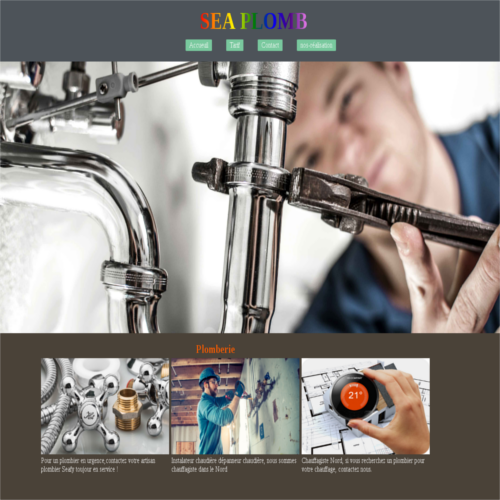 SEA PLOMB
Accueil Tarif Contact nos realisation
Plomberie
Pour un plombier en urgence,contactez votre artisan
plombier Seafy toujour en service !
Instalateur chaudière dépanneur chaudière, nous sommes
chauffagiste dans le Nord
Chauffagiste Nord, si vous recherchez un plombier pour
votre chauffage, contactez nous.
21°